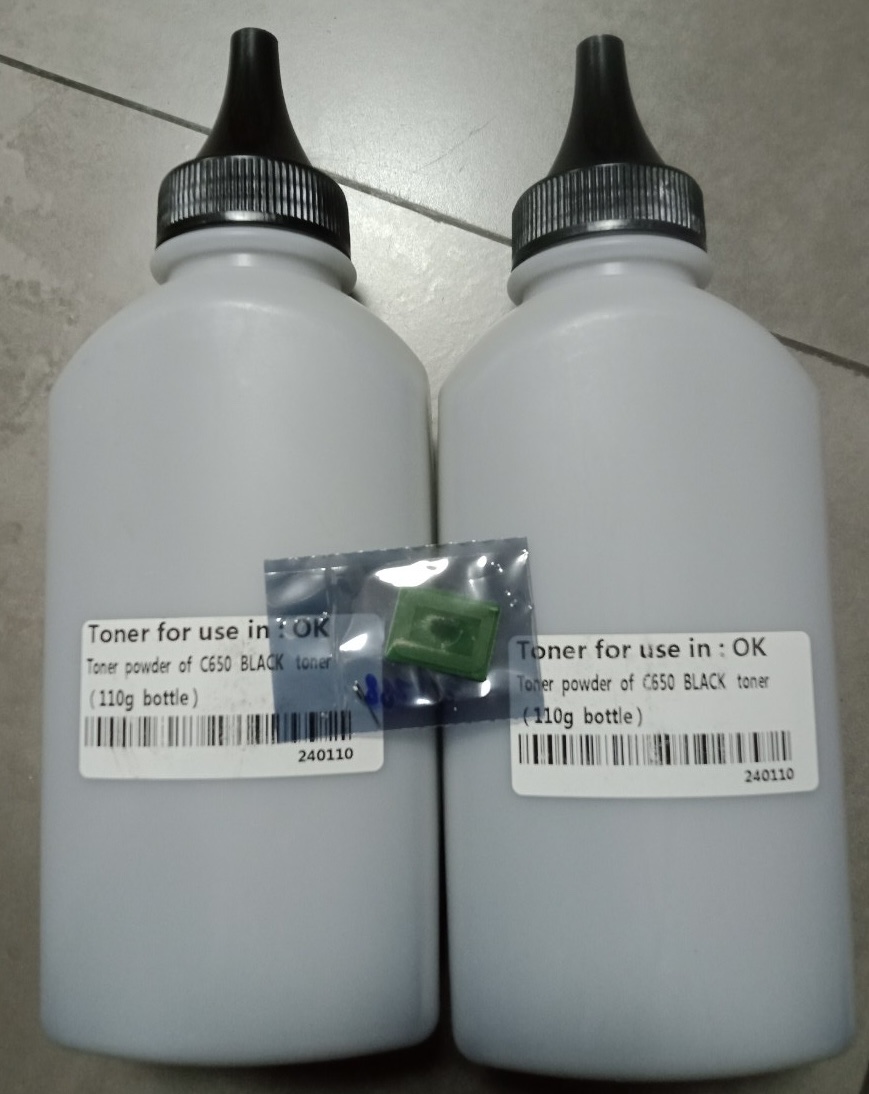 Toner for use in : OK
Toner powder of C650 BLACK toner
(110g bottle)
240110
Toner for use in : OK
Toner powder of C650 BLACK toner
(110g bottle)
240110